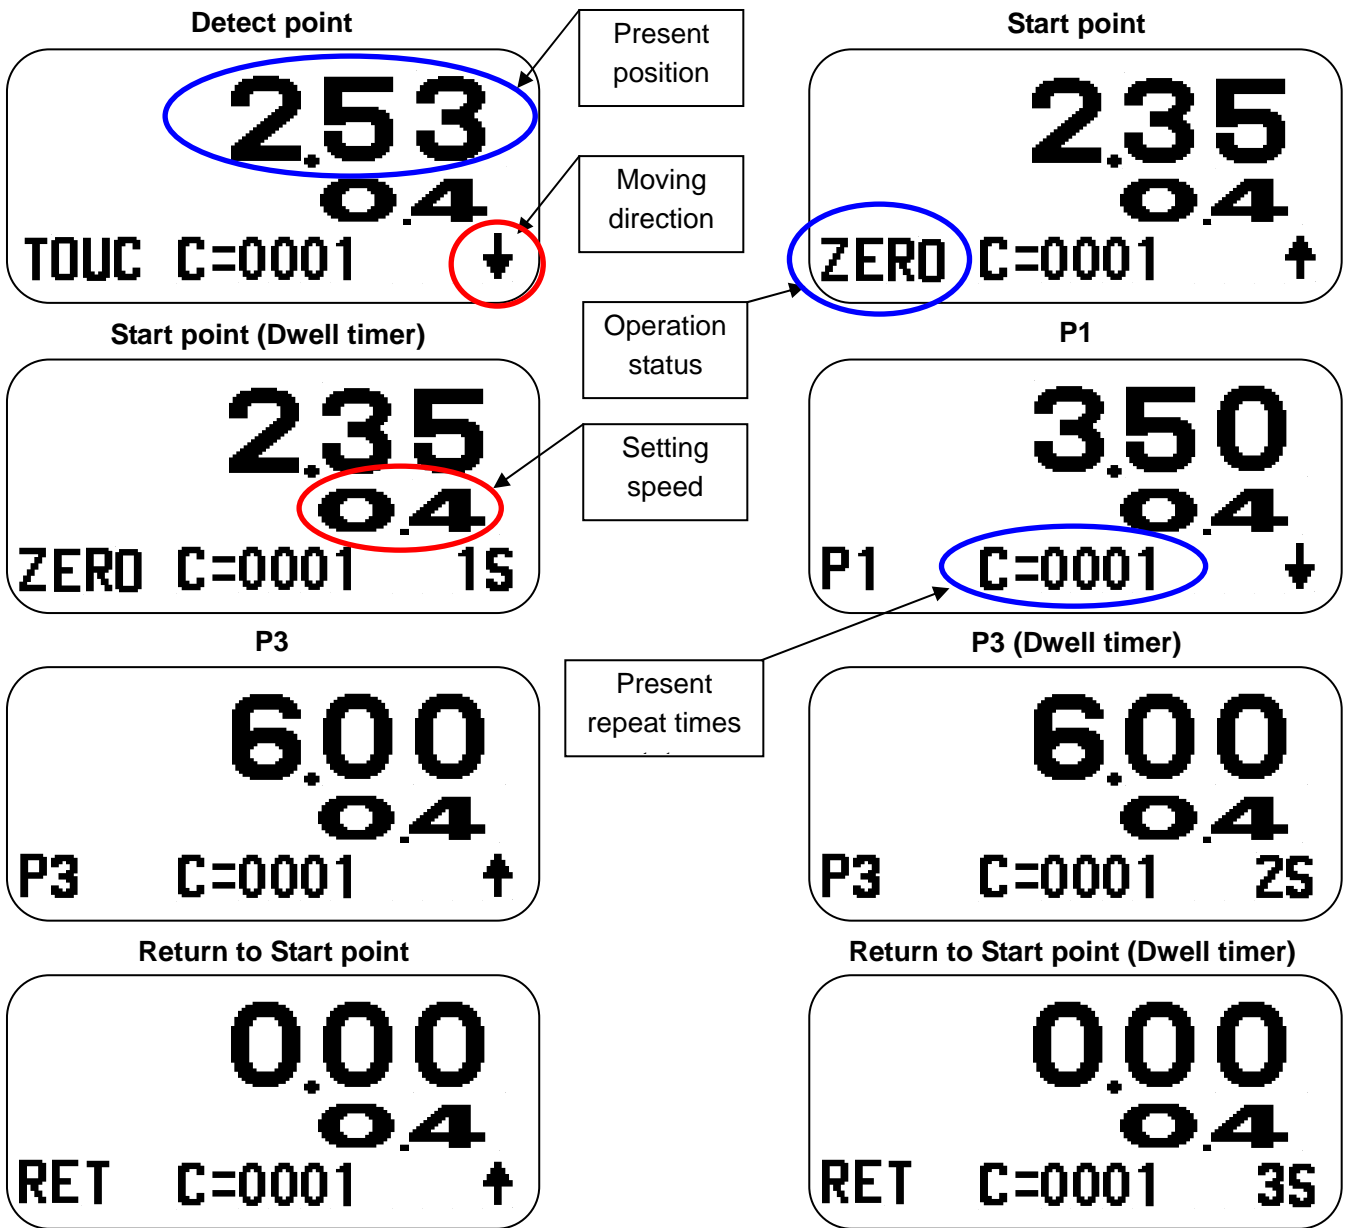 Detect point
2.53
0.4
TOUC C=0001
Present
position
Moving
direction
Start point
2.35
0.4
ZERO C=0001
Operation
status
Start point (Dwell timer)
2.35
0.4
ZERO C=0001 1S
Setting
speed
P1
3.50
0.4
P1 C=0001
Present
repeat times
P3
6.00
0.4
P3 C=0001
P3 (Dwell timer)
6.00
0.4
P3 C=0001 2S
Return to Start point
0.00
0.4
RET C=0001
Return to Start point (Dwell timer)
0.00
0.4
RET C=0001 3S